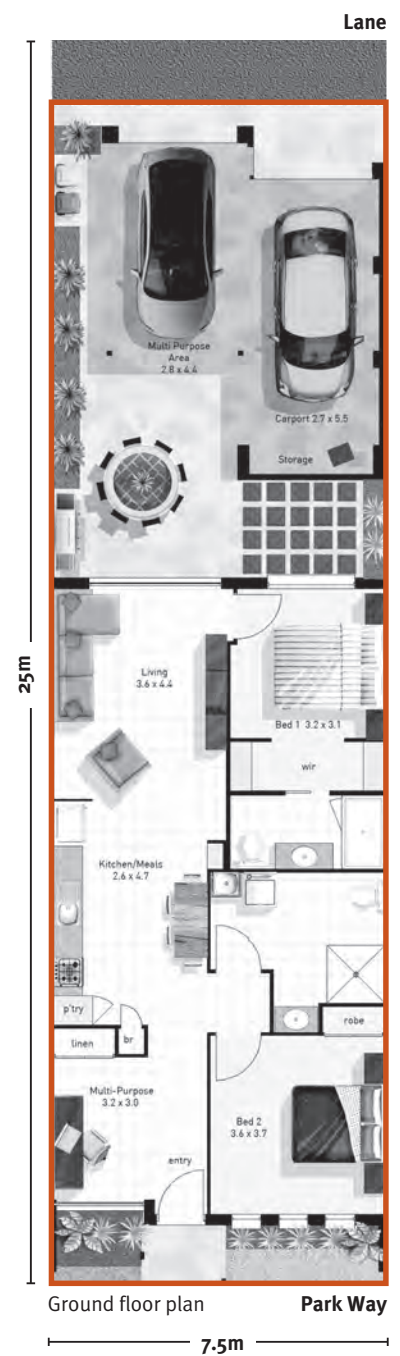 Lane
Multi Purpose
Area
2.8 x 4.4
Carport 2.7 x 5.5
Storage
25m
Living
3.6 x 4.4
Bed 1 3.2 x 3.1
wir
Kitchen/Meals
2.6 x 4.7
p'try
linen
br
robe
Multi-Purpose
3.2 x 3.0
Bed 2
3.6 x 3.7
entry
Ground floor plan
Park Way
7.5m